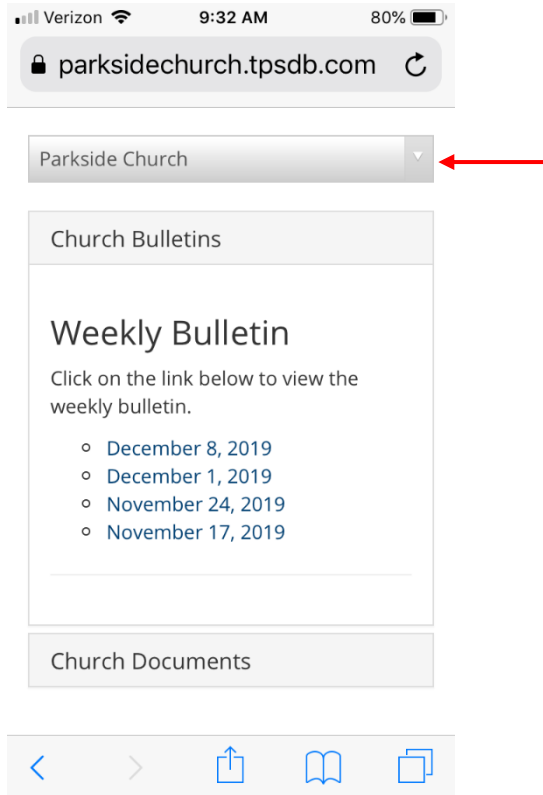 Verizon 9:32 AM 80%
parksidechurch.tpsdb.com
Parkside Church
Church Bulletins
Weekly Bulletin
Click on the link below to view the
weekly bulletin.
December 8, 2019
December 1, 2019
November 24, 2019
November 17, 2019
Church Documents